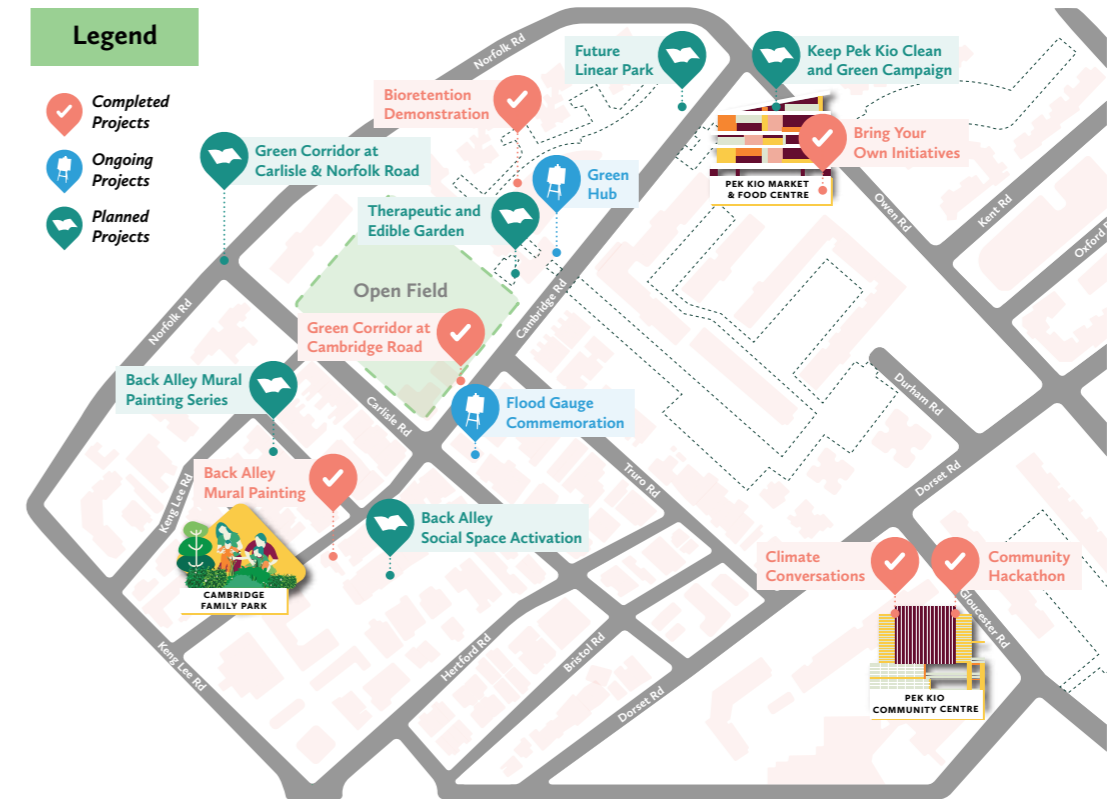 Legend
Completed
Projects
Ongoing
Projects
Planned
Projects
Norfolk Rd
Future
Linear Park
Keep Pek Kio Clean
and Green Campaign
Bioretention
Demonstration
Bring Your
Own Initiatives
PEK KIO MARKET
& FOOD CENTRE
Green Corridor at
Carlisle & Norfolk Road
Green
Hub
Therapeutic and
Edible Garden
Owen Rd
Kent Rd
Oxford
Open Field
Cambridge Rd
Norfolk Rd
Green Corridor at
Cambridge Road
Back Alley Mural
Painting Series
Carlisle Rd
Flood Gauge
Commemoration
Durham Rd
Truro Rd
Dorset Rd
Keng Lee Rd
Back Alley
Mural Painting
Back Alley
Social Space Activation
CAMBRIDGE
FAMILY PARK
Climate
Conversations
Community
Hackathon
Gloucester Rd
Keng Lee Rd
Hertford Rd
Bristol Rd
Dorset Rd
PEK KIO
COMMUNITY CENTRE